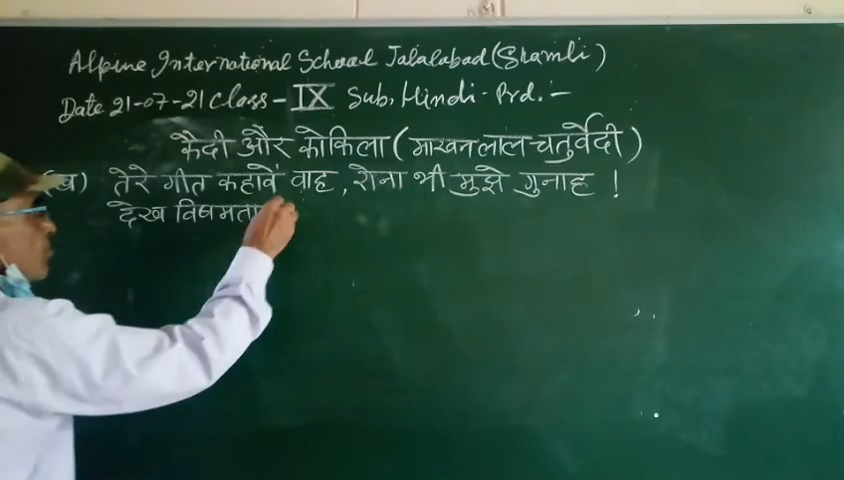 Alpine International School Jalalabad (Shamli)
Date 21-07-21 Class - IX Sub. Hindi - Prd. :-
कैदी और कोकिला (माखनलाल चतुर्वेदी)
(ख) तेरे गीत कहावें वाह, रोना भी मुझे गुनाह !
देख विषमता